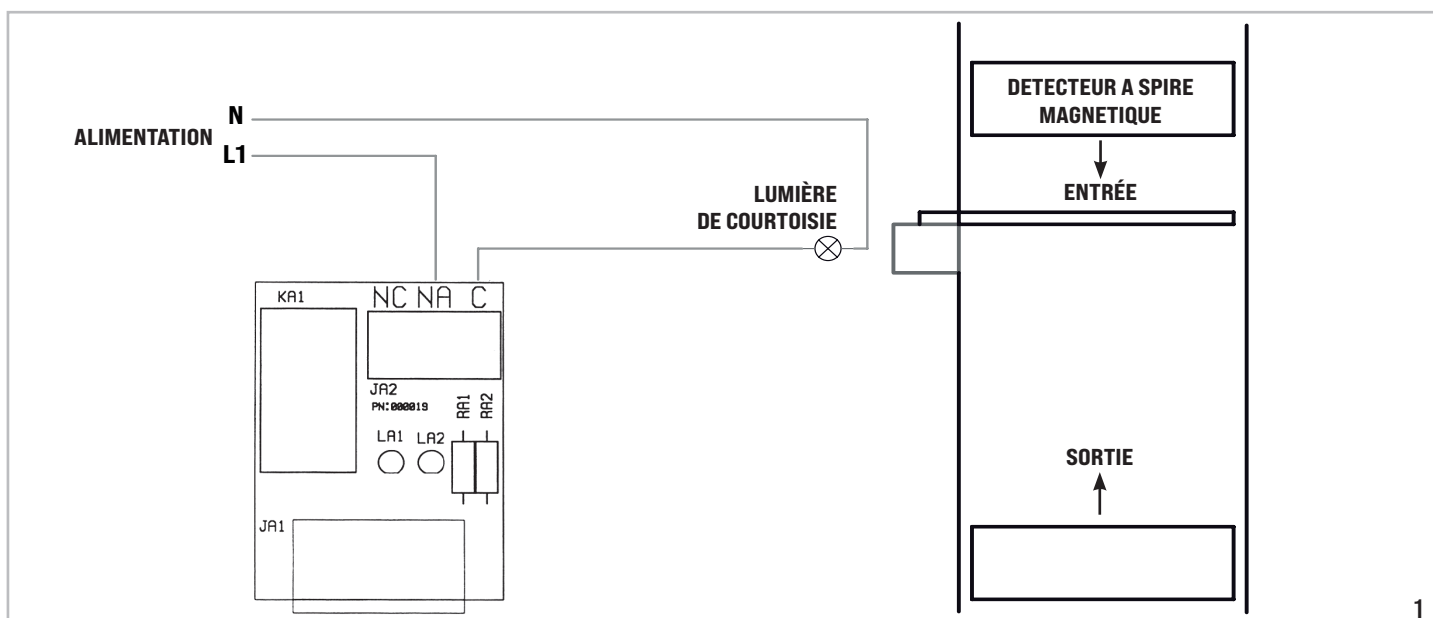 ALIMENTATION
N
L1
LUMIÈRE
DE COURTOISIE
KA1
NC NA C
JA2
PN:000019
RA1
RA2
LA1 LA2
JA1
DETECTEUR A SPIRE
MAGNETIQUE
ENTRÉE
SORTIE
1